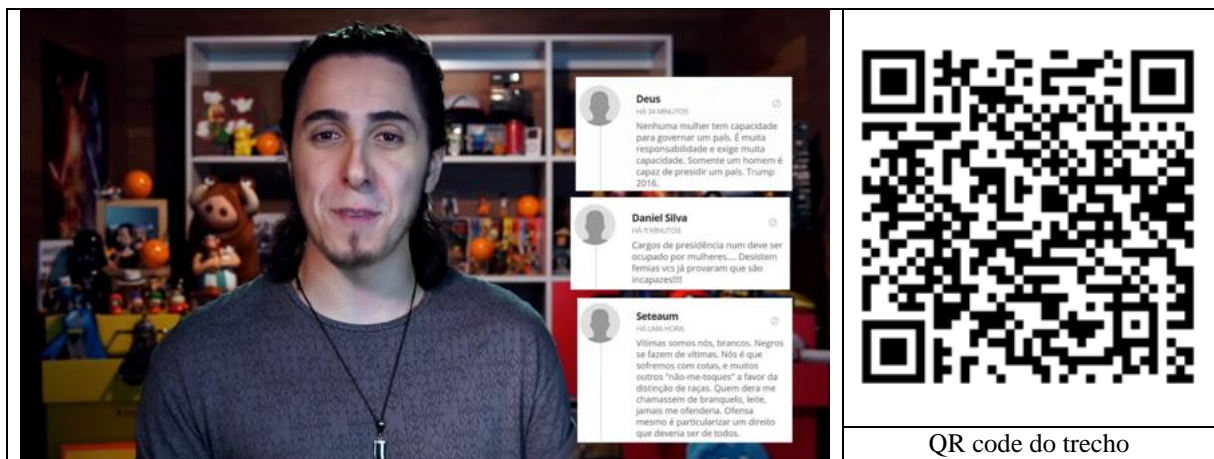 Deus
HÁ 34 MINUTOS
Nenhuma mulher tem capacidade
para governar um país. É muita
responsabilidade e exige muita
capacidade. Somente um homem é
capaz de presidir um país. Trump
2016.
Daniel Silva
HÁ 11 MINUTOS
Cargos de presidência num deve ser
ocupado por mulheres.... Desistem
femias vcs já provaram que são
incapazes!!!!
Seteaum
HÁ UMA HORA
Vítimas somos nós, brancos. Negros
se fazem de vítimas. Nós é que
sofremos com cotas, e muitos
outros "não-me-toques" a favor da
distinção de raças. Quem dera me
chamassem de branquelo, leite,
jamais me ofenderia. Ofensa
mesmo é particularizar um direito
que deveria ser de todos.
QR code do trecho